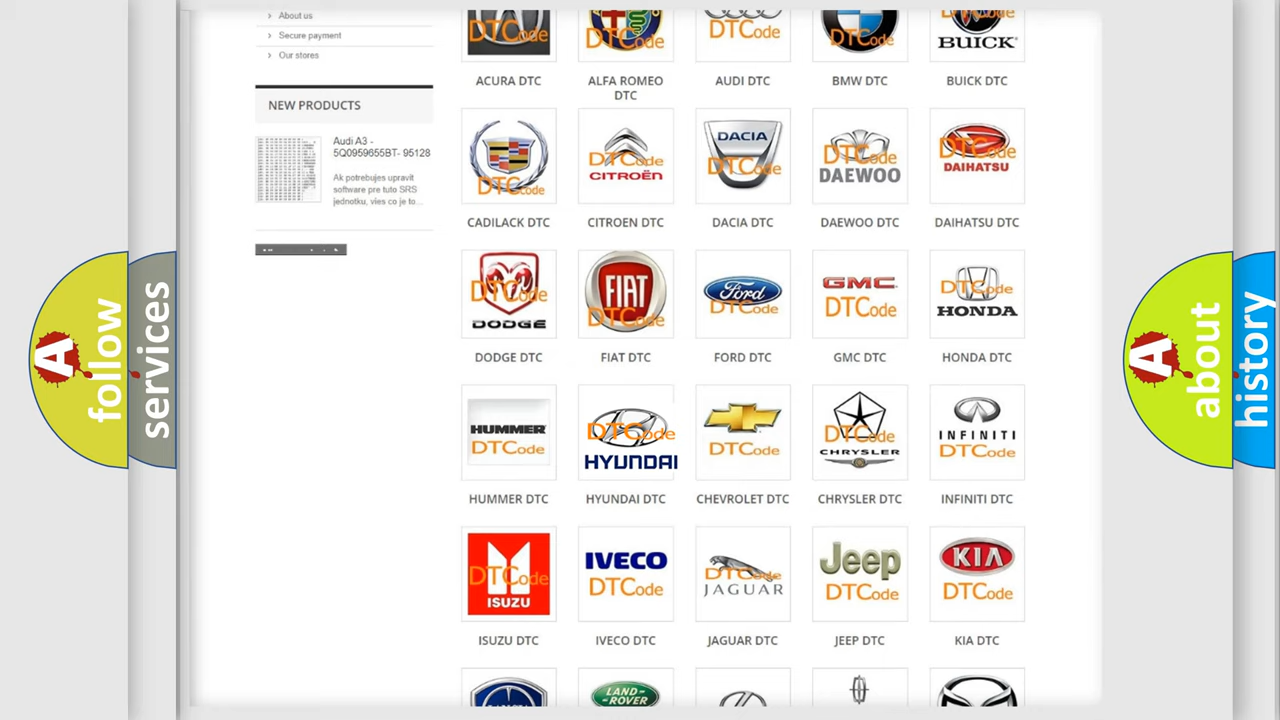 About us
Secure payment
Our stores
NEW PRODUCTS
Audi A3 -
5Q0959655BT- 95128
Ak potrebujes upravit
software pre tuto SRS
jednotku, vies co je to...
DTCode
DTCode
DTCode
DTCode
BUICK
ACURA DTC
ALFA ROMEO
DTC
AUDI DTC
BMW DTC
BUICK DTC
DTCode
DTCode
CITROËN
DACIA
DTCode
DTCode
DAEWOO
DTCode
DAIHATSU
CADILACK DTC
CITROEN DTC
DACIA DTC
DAEWOO DTC
DAIHATSU DTC
DTCode
DODGE
FIAT
DTCode
Ford
DTCode
GMC
DTCode
DTCode
HONDA
DODGE DTC
FIAT DTC
FORD DTC
GMC DTC
HONDA DTC
HUMMER
DTCode
DTCode
HYUNDAI
DTCode
DTCode
CHRYSLER
INFINITI
DTCode
HUMMER DTC
HYUNDAI DTC
CHEVROLET DTC
CHRYSLER DTC
INFINITI DTC
DTCode
ISUZU
IVECO
DTCode
DTCode
JAGUAR
Jeep
DTCode
KIA
DTCode
ISUZU DTC
IVECO DTC
JAGUAR DTC
JEEP DTC
KIA DTC
LAND-
ROVER
A
follow
services
A
about
history